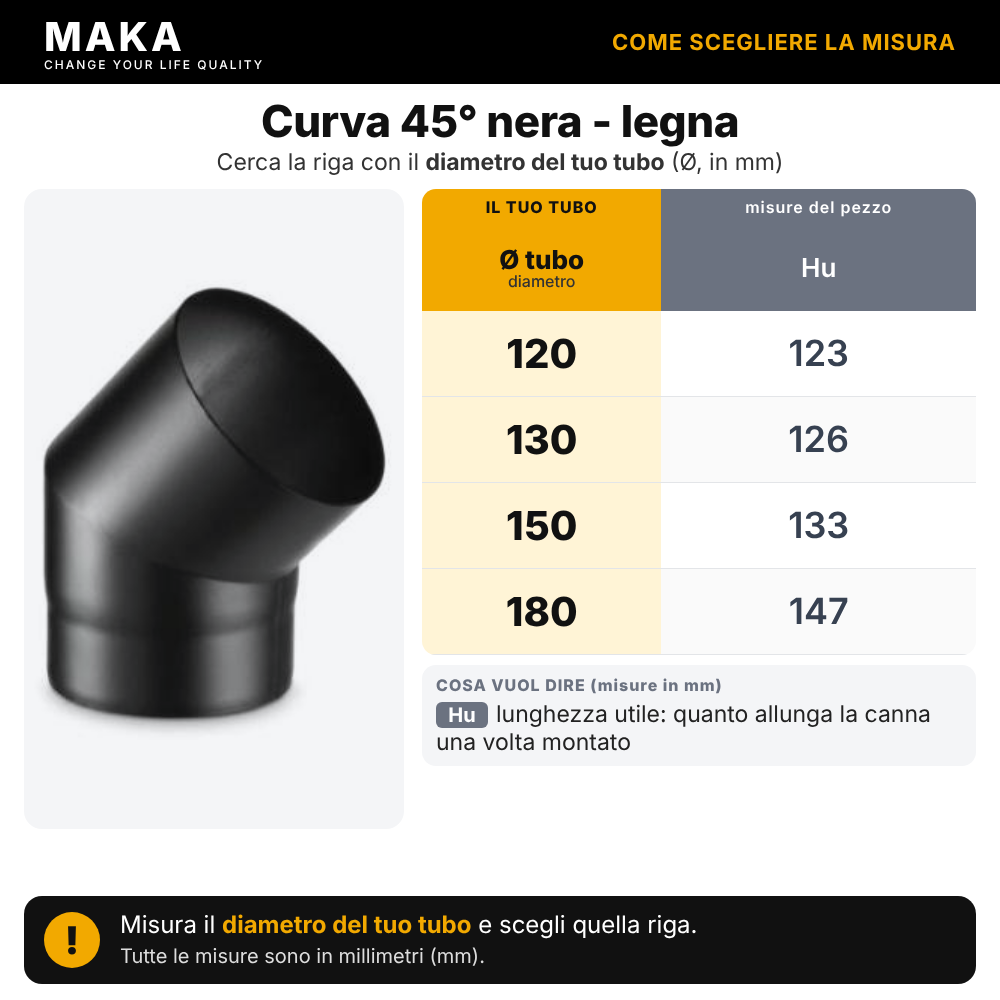 MAKA
CHANGE YOUR LIFE QUALITY
COME SCEGLIERE LA MISURA
Curva 45° nera - legna
Cerca la riga con il diametro del tuo tubo (Ø, in mm)
IL TUO TUBO
misure del pezzo
Ø tubo
diametro
Hu
120
123
130
126
150
133
180
147
COSA VUOL DIRE (misure in mm)
Hu lunghezza utile: quanto allunga la canna
una volta montato
! Misura il diametro del tuo tubo e scegli quella riga.
Tutte le misure sono in millimetri (mm).